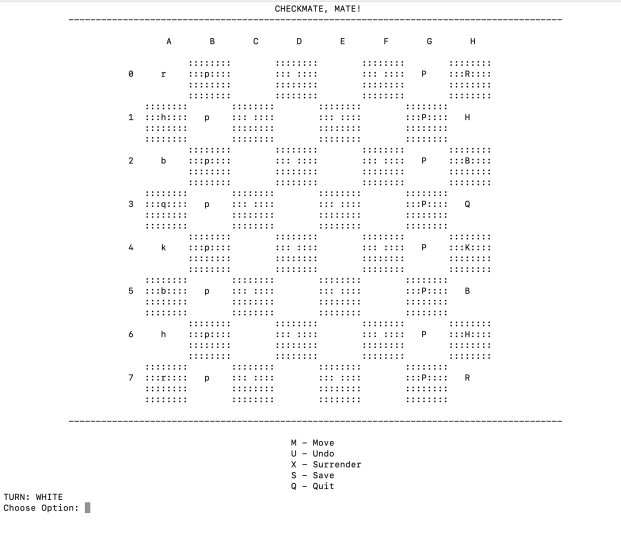 CHECKMATE, MATE!
A B C D E F G H
:::::::: :::::::: :::::::: ::::::::
0 r :::p:::: ::: :::: ::: :::: P :::R::::
:::::::: :::::::: :::::::: ::::::::
:::::::: :::::::: :::::::: ::::::::
:::::::: :::::::: :::::::: ::::::::
1 :::h:::: p ::: :::: ::: :::: :::P:::: H
:::::::: :::::::: :::::::: ::::::::
:::::::: :::::::: :::::::: ::::::::
:::::::: :::::::: :::::::: ::::::::
2 b :::p:::: ::: :::: ::: :::: P :::B::::
:::::::: :::::::: :::::::: ::::::::
:::::::: :::::::: :::::::: ::::::::
:::::::: :::::::: :::::::: ::::::::
3 :::q:::: p ::: :::: ::: :::: :::P:::: Q
:::::::: :::::::: :::::::: ::::::::
:::::::: :::::::: :::::::: ::::::::
:::::::: :::::::: :::::::: ::::::::
4 k :::p:::: ::: :::: ::: :::: P :::K::::
:::::::: :::::::: :::::::: ::::::::
:::::::: :::::::: :::::::: ::::::::
:::::::: :::::::: :::::::: ::::::::
5 :::b:::: p ::: :::: ::: :::: :::P:::: B
:::::::: :::::::: :::::::: ::::::::
:::::::: :::::::: :::::::: ::::::::
:::::::: :::::::: :::::::: ::::::::
6 h :::p:::: ::: :::: ::: :::: P :::H::::
:::::::: :::::::: :::::::: ::::::::
:::::::: :::::::: :::::::: ::::::::
:::::::: :::::::: :::::::: ::::::::
7 :::r:::: p ::: :::: ::: :::: :::P:::: R
:::::::: :::::::: :::::::: ::::::::
:::::::: :::::::: :::::::: ::::::::
M - Move
U - Undo
X - Surrender
S - Save
Q - Quit
TURN: WHITE
Choose Option: